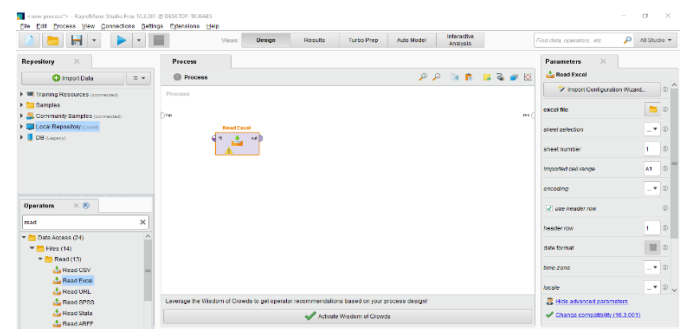 <new process*> - RapidMiner Studio Free 10.3.001 @ DESKTOP-
File Edit Process View Connections Settings Extensions Help
Views: Design Results Turbo Prep Auto Model Interactive Analysis
Find data, operators...etc All Studio
Repository
Import Data
Training Resources (connected)
Samples
Community Samples (connected)
Local Repository (Local)
DB (Legacy)
Operators
read
Data Access (24)
Files (14)
Read (13)
Read CSV
Read Excel
Read URL
Read SPSS
Read Stata
Read ARFF
Process
Process
Process
inp
res
Read Excel
fil
out
Leverage the Wisdom of Crowds to get operator recommendations based on your process design!
Activate Wisdom of Crowds
Parameters
Read Excel
Import Configuration Wizard...
excel file
sheet selection
sheet number 1
imported cell range A1
encoding
use header row
header row 1
date format
time zone
locale
Hide advanced parameters
Change compatibility (10.3.001)